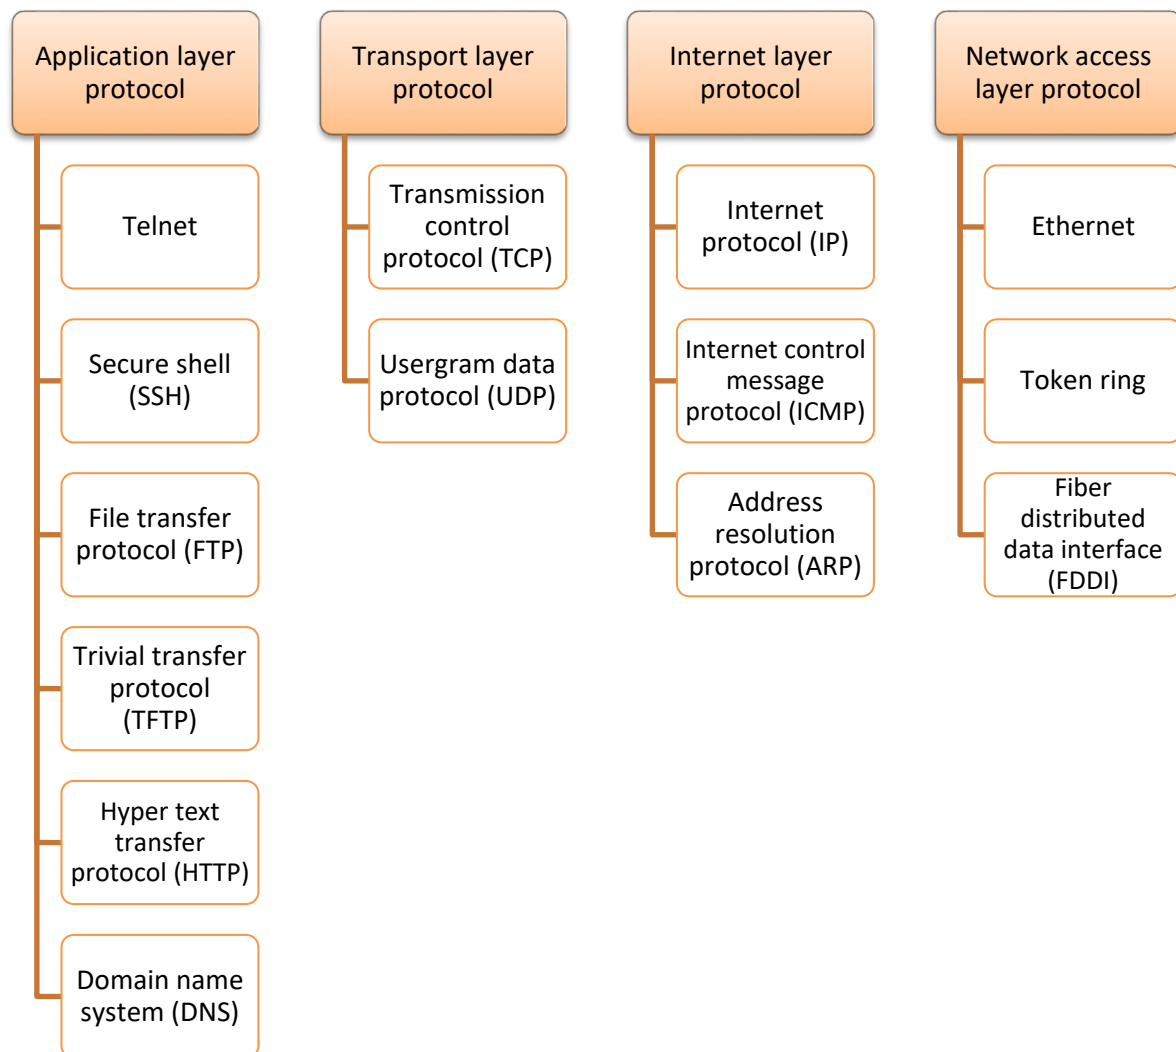 Application layer
protocol
Telnet
Secure shell
(SSH)
File transfer
protocol (FTP)
Trivial transfer
protocol
(TFTP)
Hyper text
transfer
protocol (HTTP)
Domain name
system (DNS)
Transport layer
protocol
Transmission
control
protocol (TCP)
Usergram data
protocol (UDP)
Internet layer
protocol
Internet
protocol (IP)
Internet control
message
protocol (ICMP)
Address
resolution
protocol (ARP)
Network access
layer protocol
Ethernet
Token ring
Fiber
distributed
data interface
(FDDI)